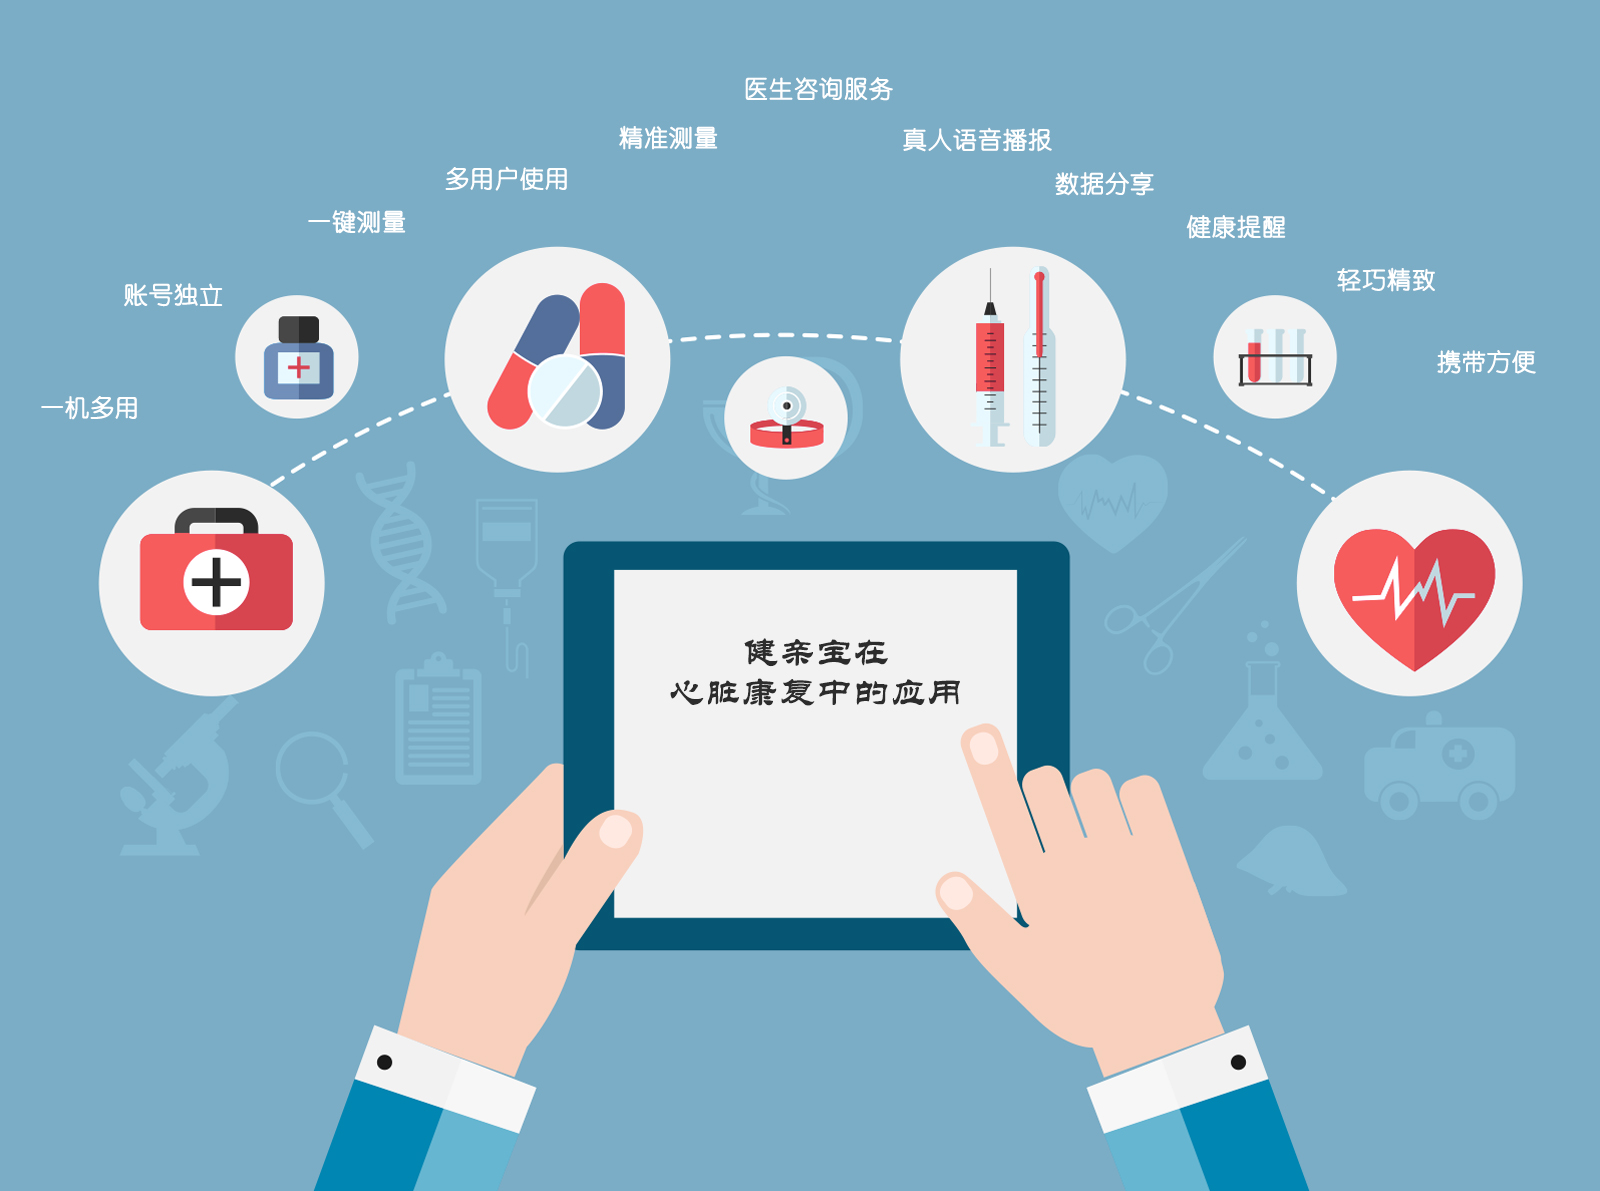 医生咨询服务
精准测量
真人语音播报
多用户使用
数据分享
一键测量
健康提醒
账号独立
轻巧精致
携带方便
一机多用
健亲宝在
心脏康复中的应用